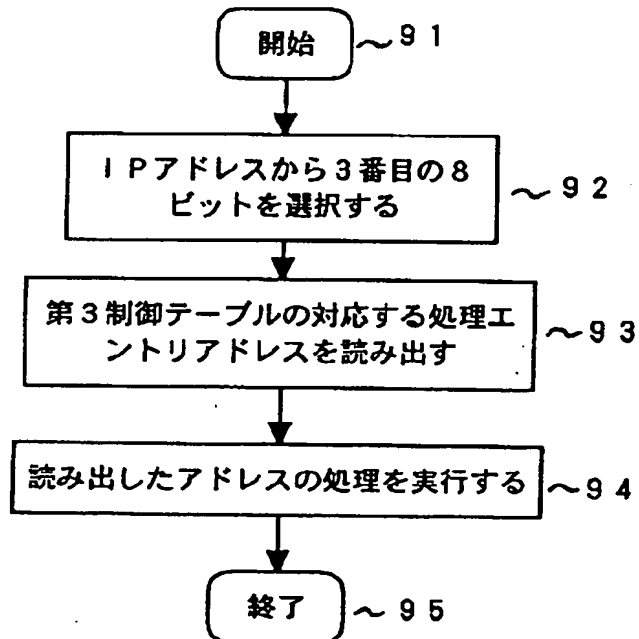 開始 ～91
IPアドレスから3番目の8
ビットを選択する ～92
第3制御テーブルの対応する処理エ
ントリアドレスを読み出す ～93
読み出したアドレスの処理を実行する ～94
終了 ～95